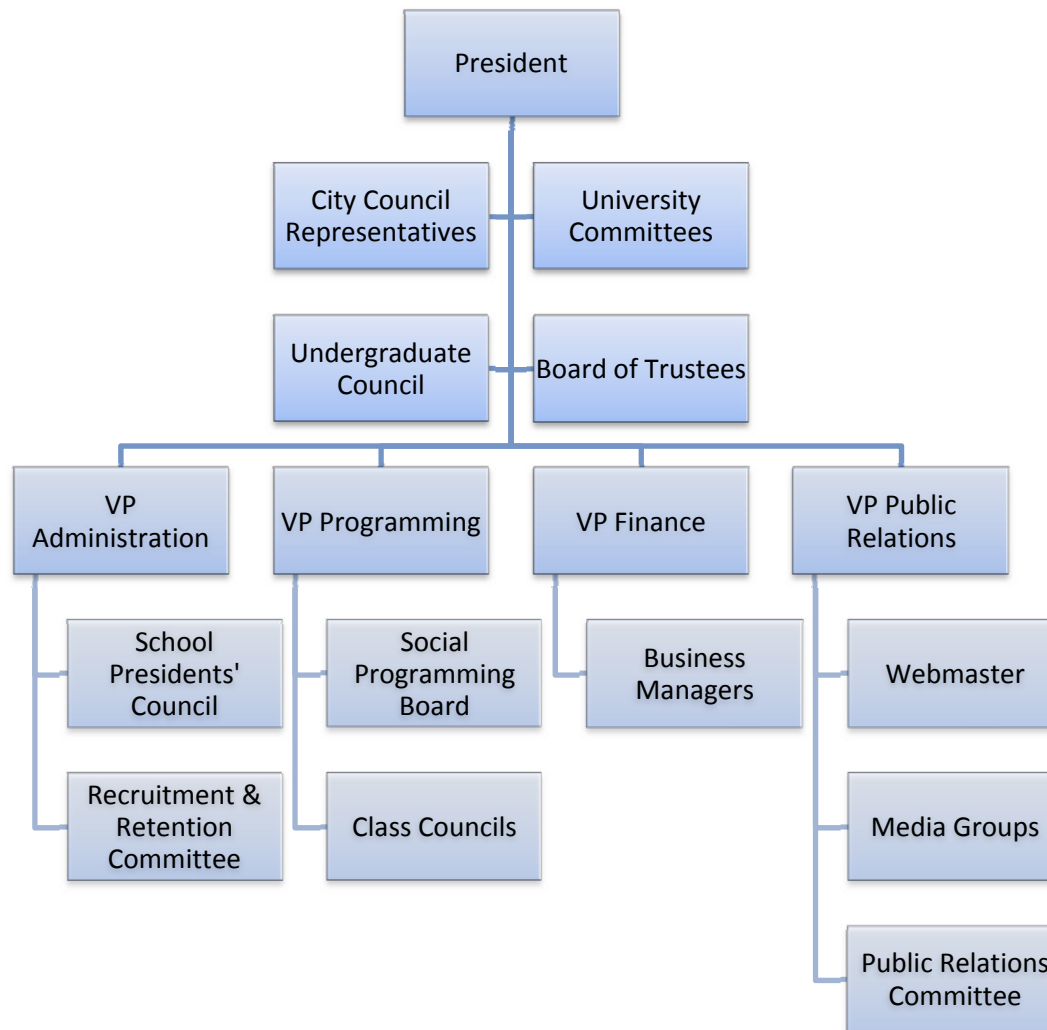 President
City Council
Representatives
University
Committees
Undergraduate
Council
Board of Trustees
VP
Administration
VP Programming
VP Finance
VP Public
Relations
School
Presidents'
Council
Social
Programming
Board
Business
Managers
Webmaster
Recruitment &
Retention
Committee
Class Councils
Media Groups
Public Relations
Committee